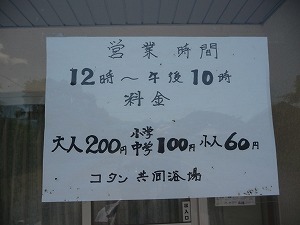 営業時間
12時～午後10時
料金
大人200円 小学中学100円 小人60円
コタン共同浴場